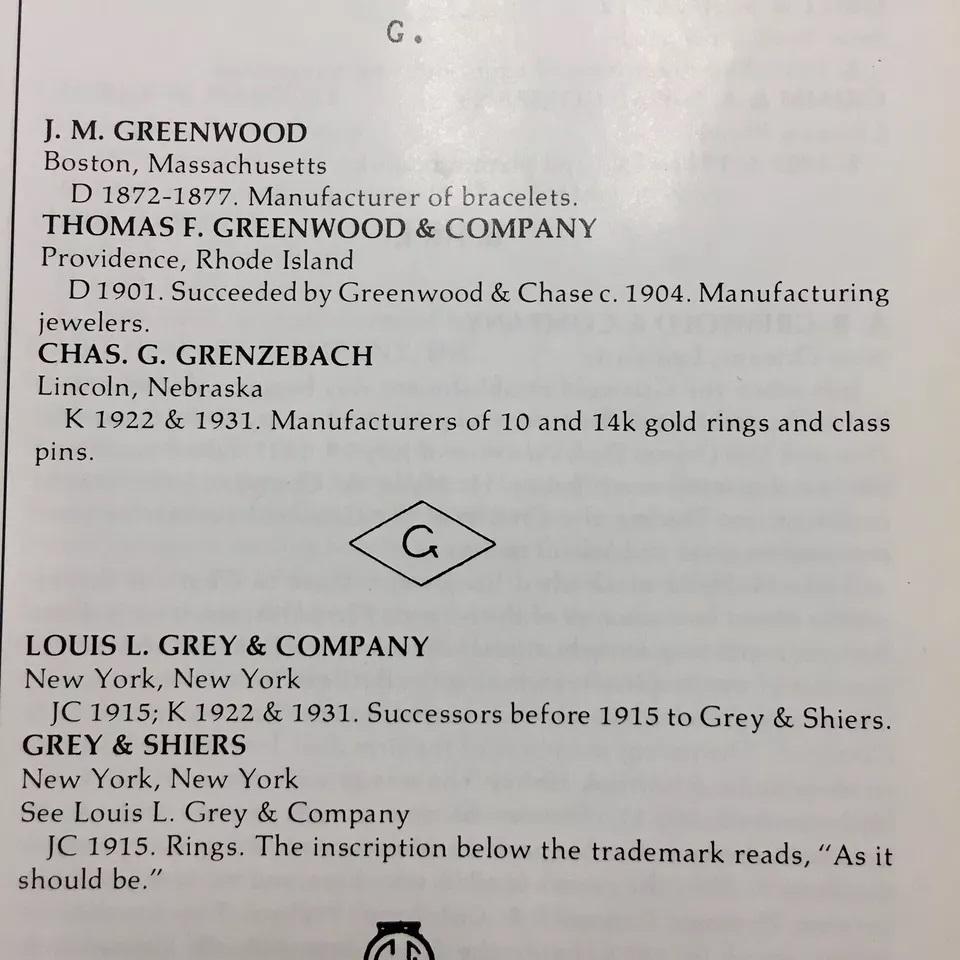 G.
J. M. GREENWOOD
Boston, Massachusetts
D 1872-1877. Manufacturer of bracelets.
THOMAS F. GREENWOOD & COMPANY
Providence, Rhode Island
D 1901. Succeeded by Greenwood & Chase c. 1904. Manufacturing
jewelers.
CHAS. G. GRENZEBACH
Lincoln, Nebraska
K 1922 & 1931. Manufacturers of 10 and 14k gold rings and class
pins.
G
LOUIS L. GREY & COMPANY
New York, New York
JC 1915; K 1922 & 1931. Successors before 1915 to Grey & Shiers.
GREY & SHIERS
New York, New York
See Louis L. Grey & Company
JC 1915. Rings. The inscription below the trademark reads, “As it
should be.”